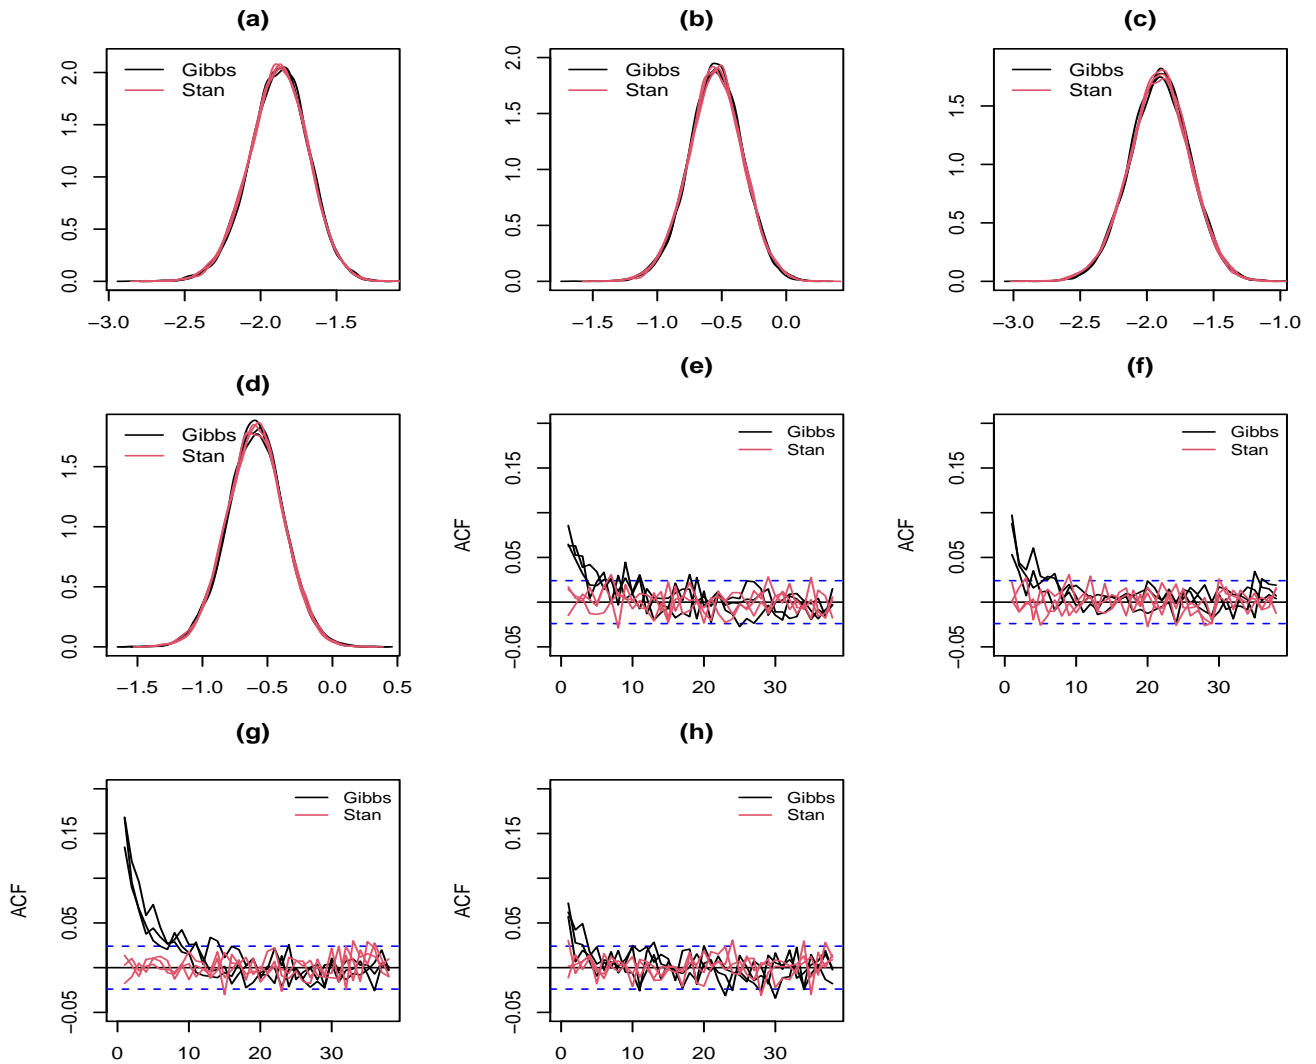 (a)
Gibbs
Stan
0.0 0.5 1.0 1.5 2.0
−3.0 −2.5 −2.0 −1.5
(b)
Gibbs
Stan
0.0 0.5 1.0 1.5 2.0
−1.5 −1.0 −0.5 0.0
(c)
Gibbs
Stan
0.0 0.5 1.0 1.5
−3.0 −2.5 −2.0 −1.5 −1.0
(d)
Gibbs
Stan
0.0 0.5 1.0 1.5
−1.5 −1.0 −0.5 0.0 0.5
(e)
Gibbs
Stan
ACF
−0.05 0.05 0.15
0 10 20 30
(f)
Gibbs
Stan
ACF
−0.05 0.05 0.15
0 10 20 30
(g)
Gibbs
Stan
ACF
−0.05 0.05 0.15
0 10 20 30
(h)
Gibbs
Stan
ACF
−0.05 0.05 0.15
0 10 20 30